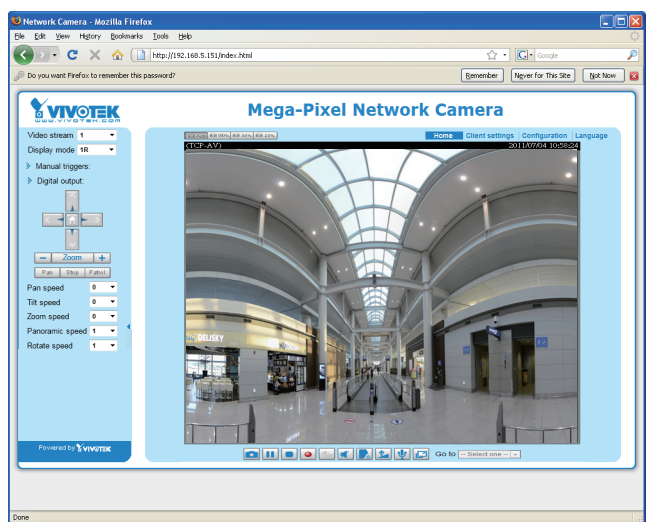 Network Camera - Mozilla Firefox
File Edit View History Bookmarks Tools Help
http://192.168.5.151/index.html
Google
Do you want Firefox to remember this password?
Remember Never for This Site Not Now
VIVOTEK
WWW.VIVOTEK.COM
Mega-Pixel Network Camera
Video stream 1
Display mode 1R
Manual triggers:
Digital output:
Zoom
Pan Stop Patrol
Pan speed 0
Tilt speed 0
Zoom speed 0
Panoramic speed 1
Rotate speed 1
Powered by VIVOTEK
Home Client settings Configuration Language
(TCP-AV) 2011/07/04 10:58:24
DELISKY
Go to -- Select one --
Done